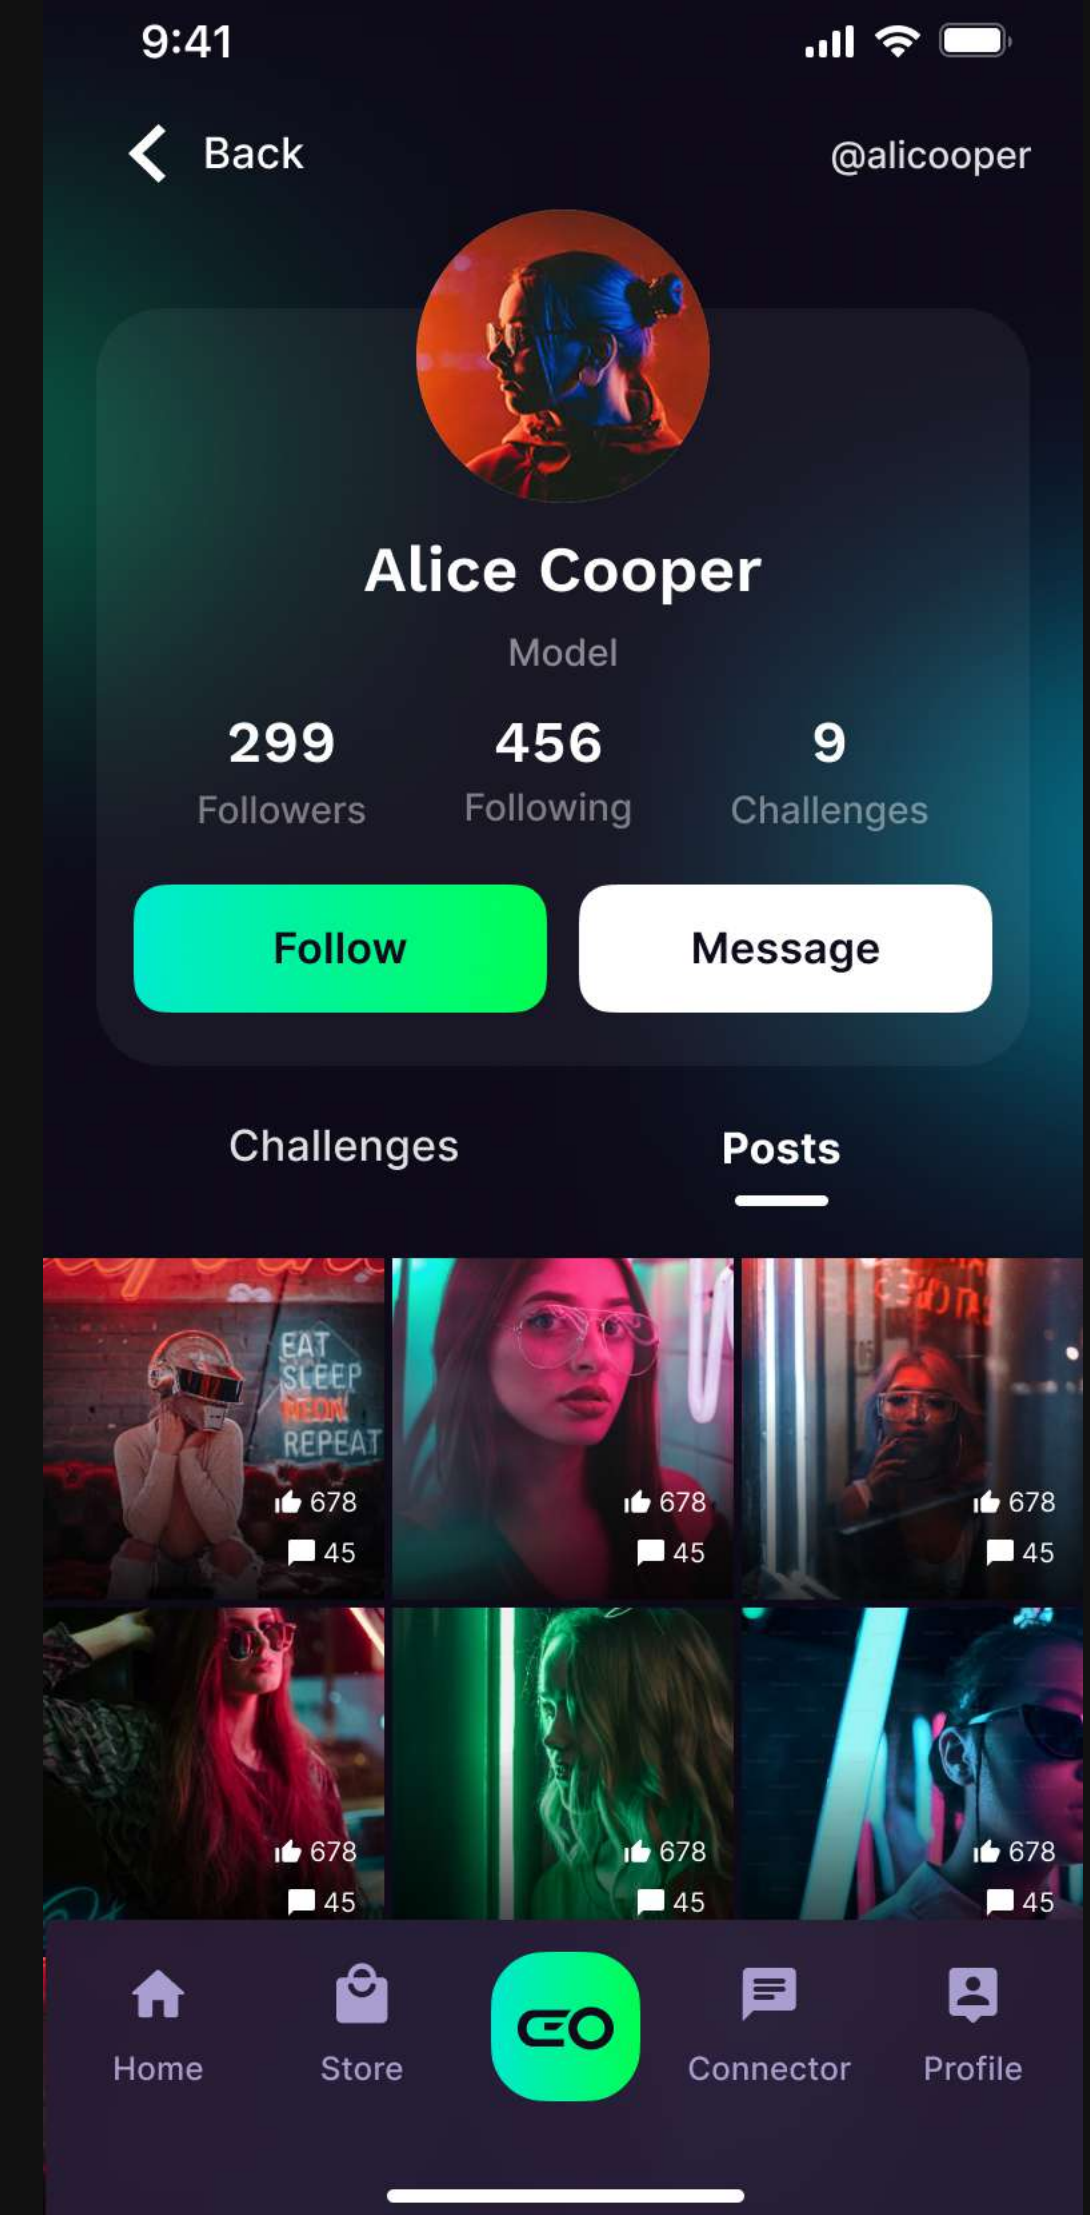 9:41
Back
@alicooper
Alice Cooper
Model
299 456 9
Followers Following Challenges
Follow Message
Challenges Posts
EAT
SLEEP
NEON
REPEAT
678 678 678
45 45 45
678 678 678
45 45 45
Home Store Connector Profile